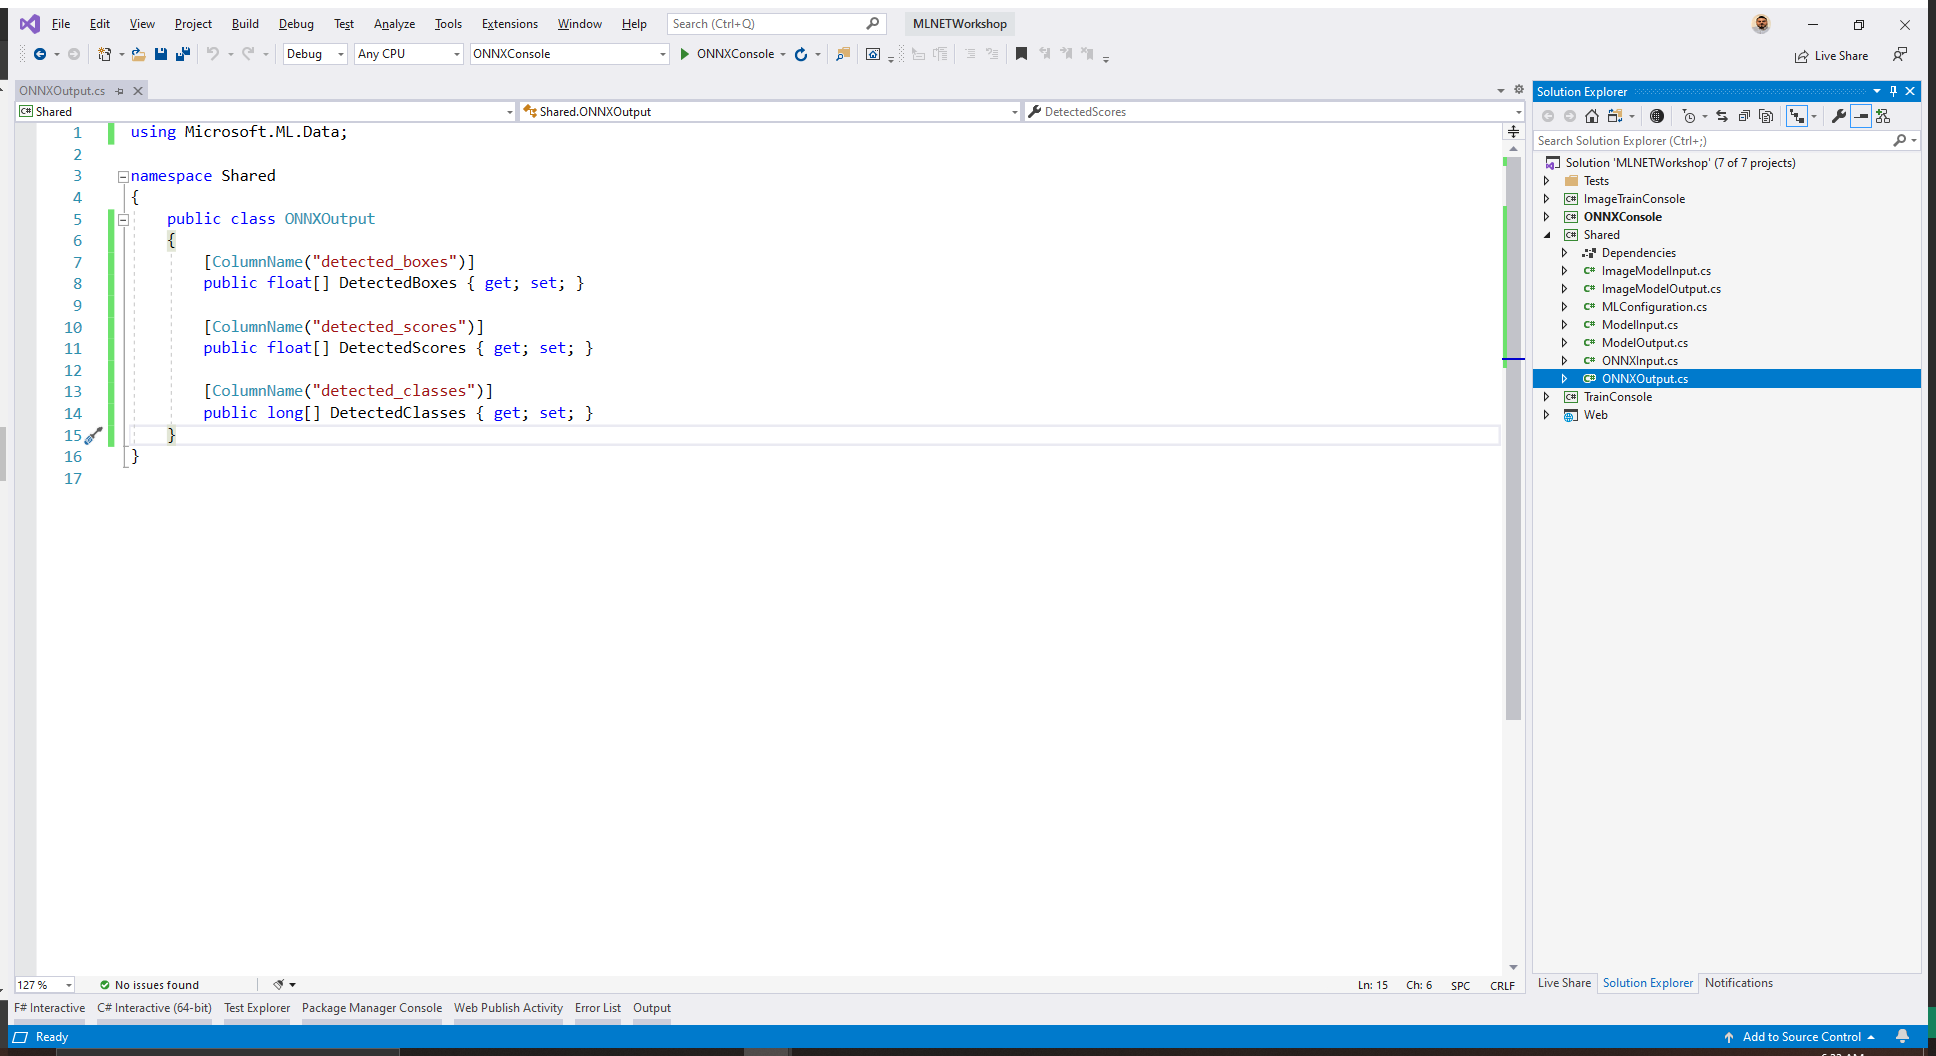 File Edit View Project Build Debug Test Analyze Tools Extensions Window Help Search (Ctrl+Q) MLNETWorkshop
Debug Any CPU ONNXConsole ONNXConsole Live Share
ONNXOutput.cs
Shared Shared.ONNXOutput DetectedScores
1 using Microsoft.ML.Data;
2
3 namespace Shared
4 {
5 public class ONNXOutput
6 {
7 [ColumnName("detected_boxes")]
8 public float[] DetectedBoxes { get; set; }
9
10 [ColumnName("detected_scores")]
11 public float[] DetectedScores { get; set; }
12
13 [ColumnName("detected_classes")]
14 public long[] DetectedClasses { get; set; }
15 }
16 }
17
127 % No issues found Ln: 15 Ch: 6 SPC CRLF
F# Interactive C# Interactive (64-bit) Test Explorer Package Manager Console Web Publish Activity Error List Output
Solution Explorer
Search Solution Explorer (Ctrl+;)
Solution 'MLNETWorkshop' (7 of 7 projects)
Tests
C# ImageTrainConsole
C# ONNXConsole
C# Shared
Dependencies
C# ImageModelInput.cs
C# ImageModelOutput.cs
C# MLConfiguration.cs
C# ModelInput.cs
C# ModelOutput.cs
C# ONNXInput.cs
C# ONNXOutput.cs
C# TrainConsole
Web
Live Share Solution Explorer Notifications
Ready Add to Source Control